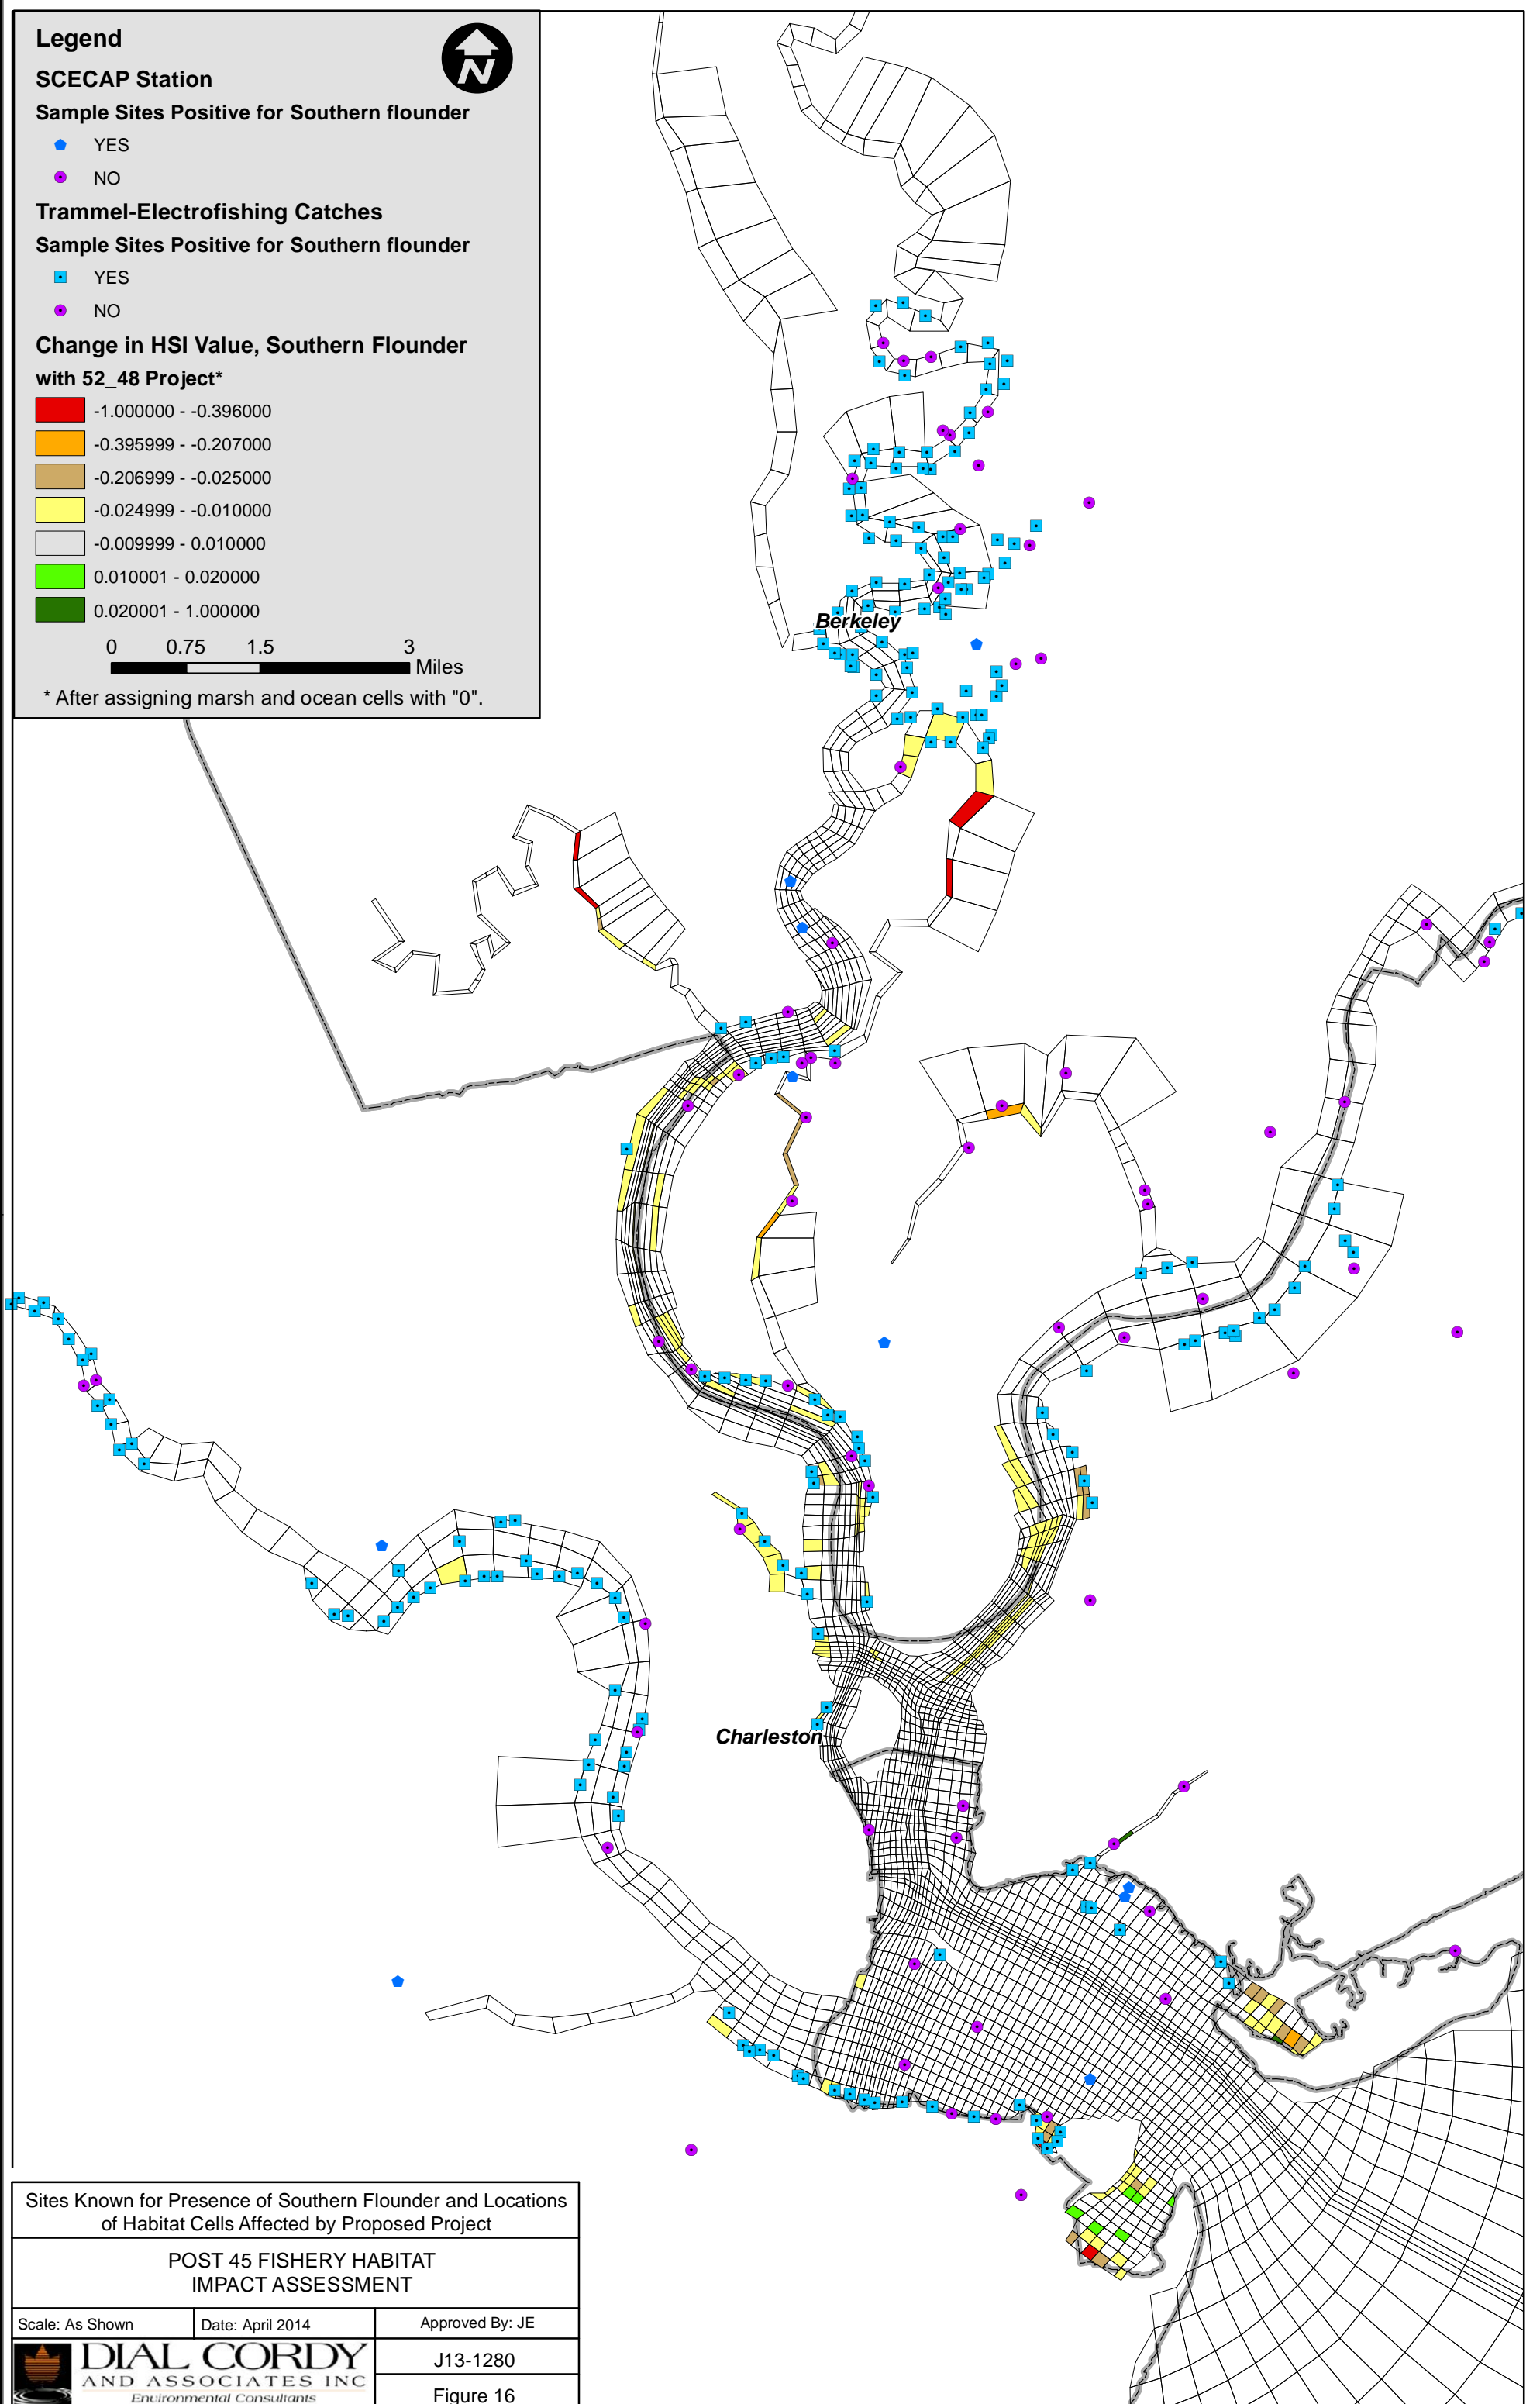 Legend
N
SCECAP Station
Sample Sites Positive for Southern flounder
YES
NO
Trammel-Electrofishing Catches
Sample Sites Positive for Southern flounder
YES
NO
Change in HSI Value, Southern Flounder
with 52_48 Project*
-1.000000 - -0.396000
-0.395999 - -0.207000
-0.206999 - -0.025000
-0.024999 - -0.010000
-0.009999 - 0.010000
0.010001 - 0.020000
0.020001 - 1.000000
0 0.75 1.5 3
Miles
* After assigning marsh and ocean cells with "0".
Berkeley
Charleston
Sites Known for Presence of Southern Flounder and Locations
of Habitat Cells Affected by Proposed Project
POST 45 FISHERY HABITAT
IMPACT ASSESSMENT
Scale: As Shown
Date: April 2014
Approved By: JE
DIAL CORDY
AND ASSOCIATES INC
Environmental Consultants
J13-1280
Figure 16